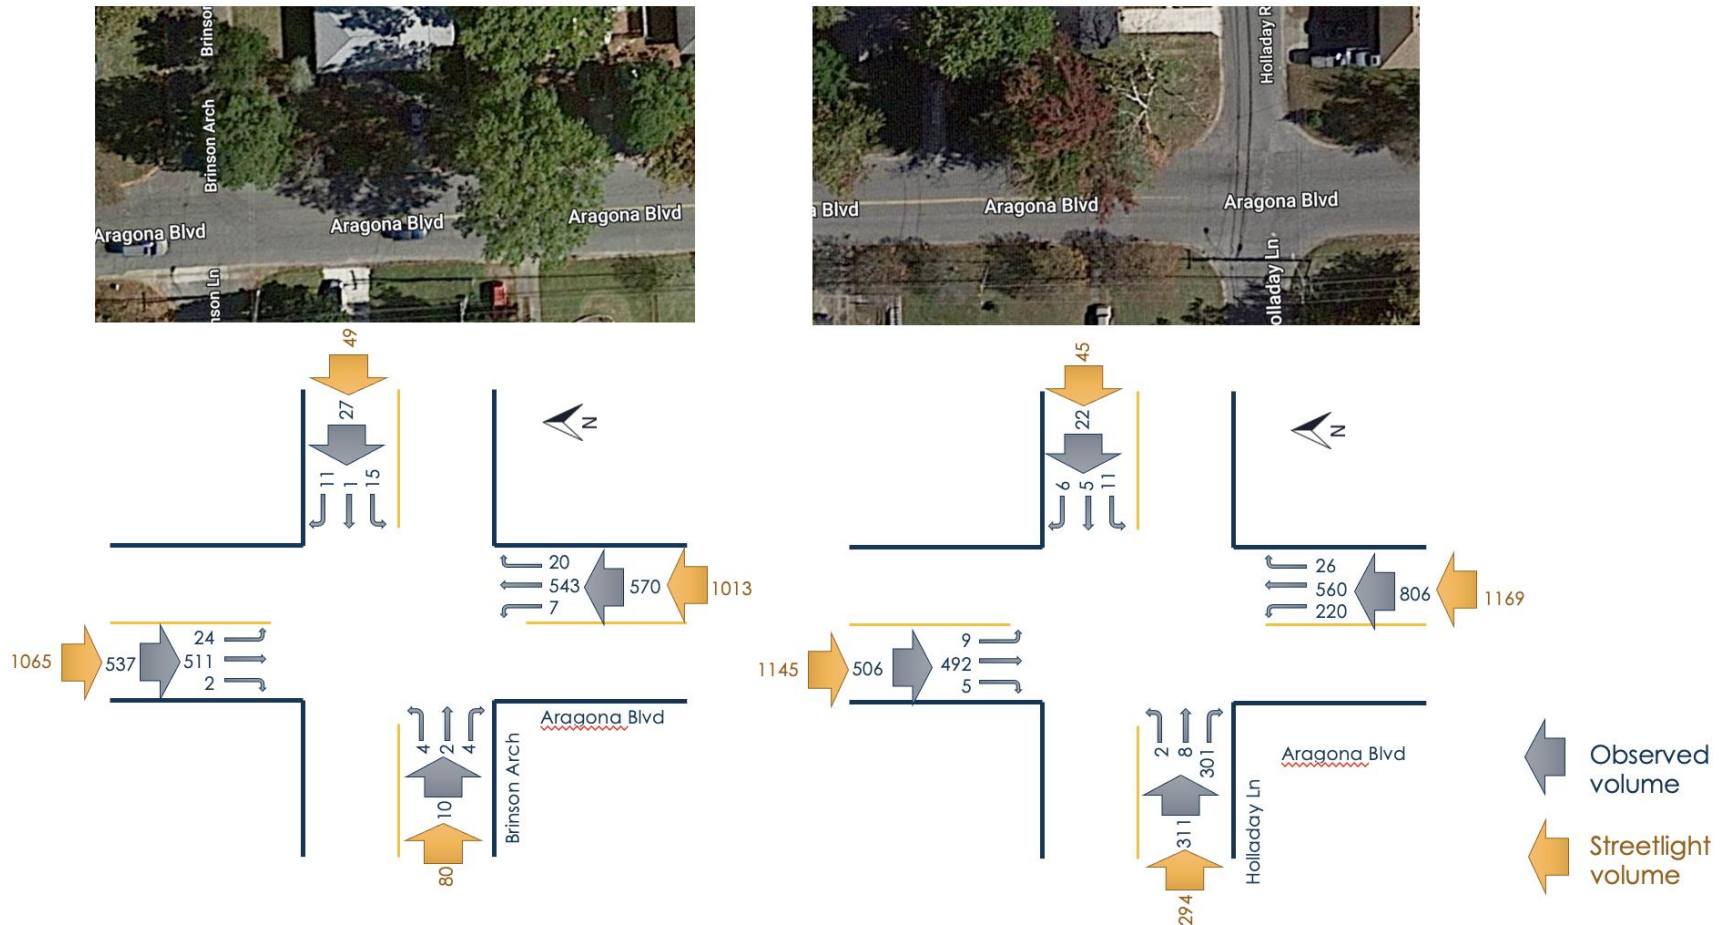 Brinson
Brinson Arch
Aragona Blvd
Aragona Blvd
Aragona Blvd
nson Ln
Holladay R
a Blvd
Aragona Blvd
Aragona Blvd
olladay Ln
49
27
11 1 15
N
20
543
7
570
1013
1065
537
24
511
2
4 2 4
10
80
Aragona Blvd
Brinson Arch
45
22
6 5 11
N
26
560
220
806
1169
1145
506
9
492
5
2 8 301
311
294
Aragona Blvd
Holladay Ln
Observed
volume
Streetlight
volume